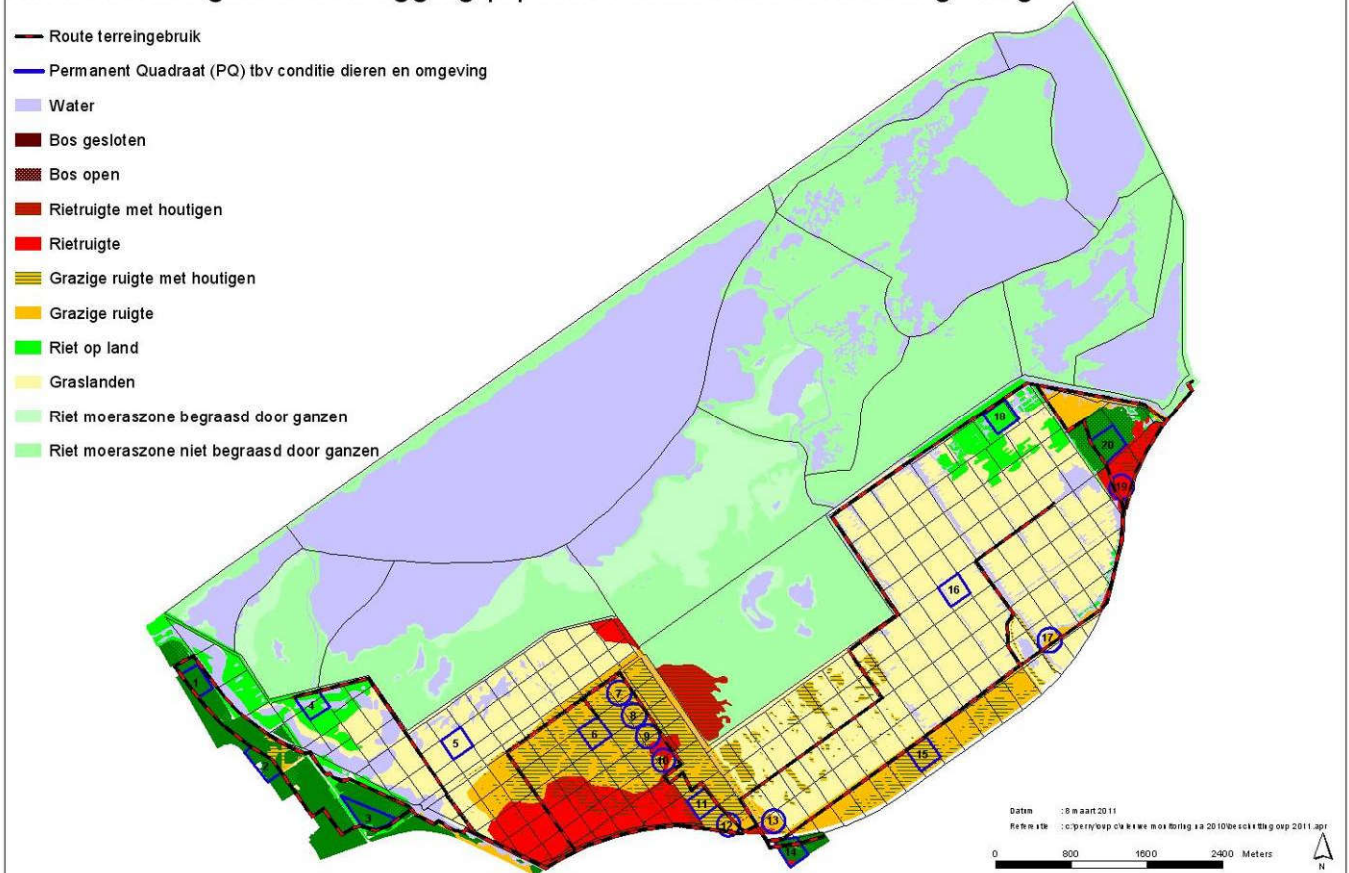 Route terreingebruik
Permanent Quadraat (PQ) tbv conditie dieren en omgeving
Water
Bos gesloten
Bos open
Rietruigte met houtigen
Rietruigte
Grazige ruigte met houtigen
Grazige ruigte
Riet op land
Graslanden
Riet moeraszone begraasd door ganzen
Riet moeraszone niet begraasd door ganzen
18
20
19
16
17
1
4
7
8
5
6
9
2
10
15
11
3
12
13
14
Datum : 8 maart 2011
Referentie
0 800 1600 2400 Meters
N